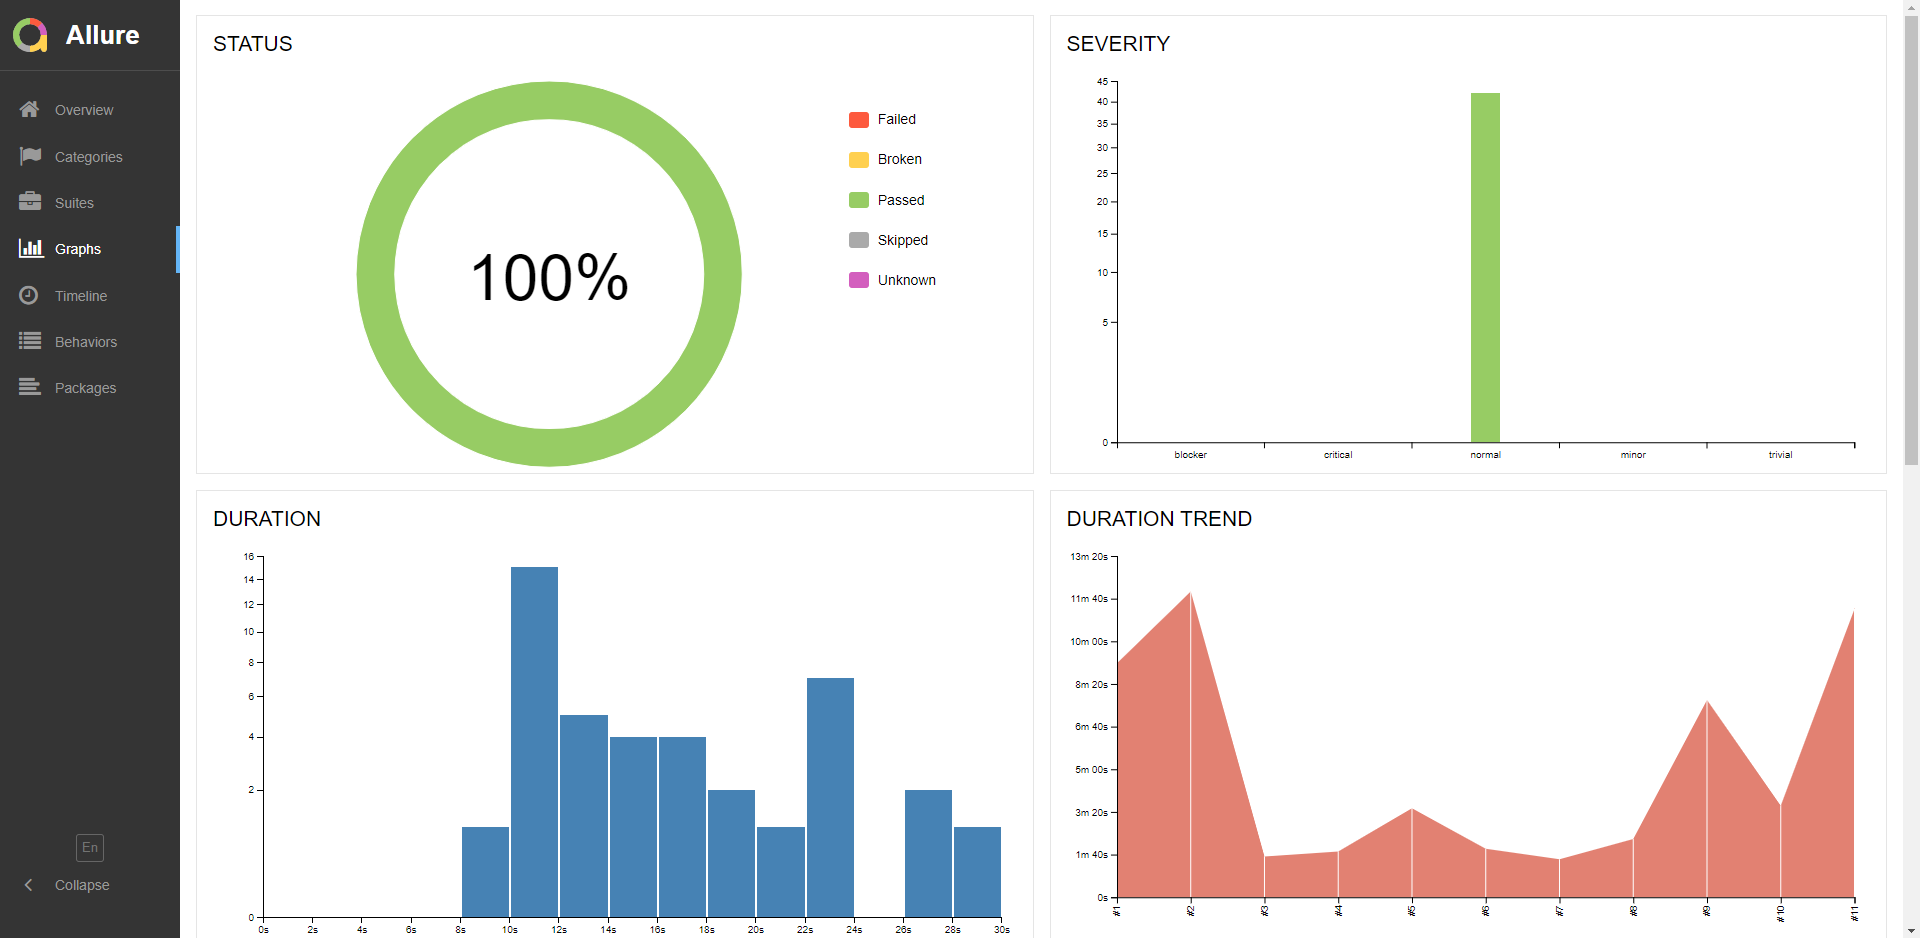 Allure
Overview
Categories
Suites
Graphs
Timeline
Behaviors
Packages
En
Collapse
STATUS
100%
Failed
Broken
Passed
Skipped
Unknown
SEVERITY
45
40
35
30
25
20
15
10
5
0
blocker critical normal minor trivial
DURATION
16
14
12
10
8
6
4
2
0
0s 2s 4s 6s 8s 10s 12s 14s 16s 18s 20s 22s 24s 26s 28s 30s
DURATION TREND
13m 20s
11m 40s
10m 00s
8m 20s
6m 40s
5m 00s
3m 20s
1m 40s
0s
#1 #2 #3 #4 #5 #6 #7 #8 #9 #10 #11